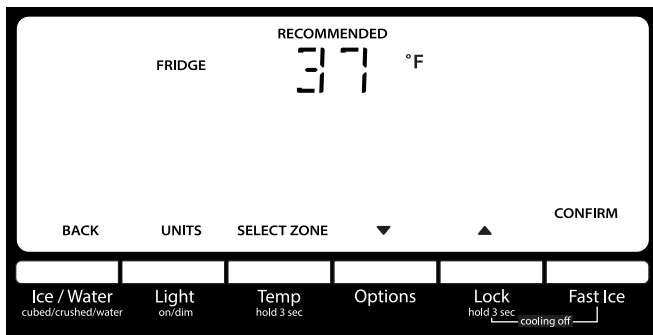 RECOMMENDED
FRIDGE 37 °F
CONFIRM
BACK UNITS SELECT ZONE ▼ ▲
Ice / Water Light Temp Options Lock Fast Ice
cubed/crushed/water on/dim hold 3 sec hold 3 sec
cooling off